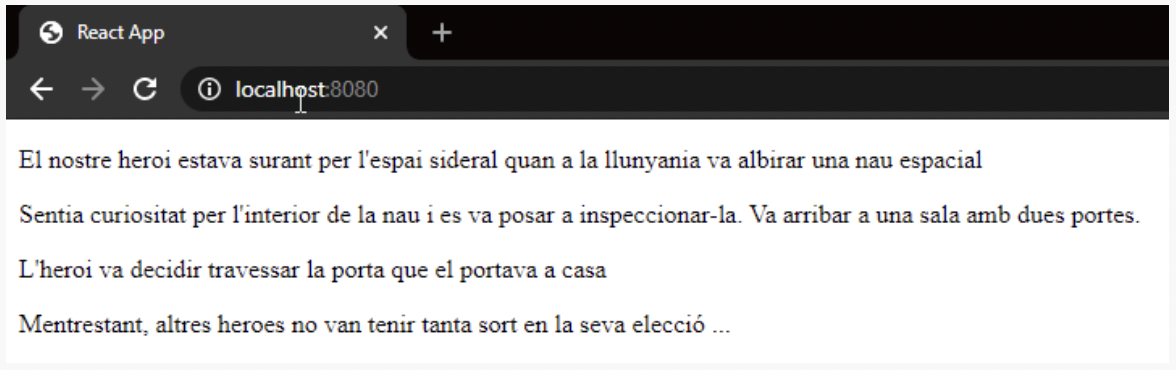 React App
localhost:8080
El nostre heroi estava surant per l'espai sideral quan a la llunyania va albirar una nau espacial
Sentia curiositat per l'interior de la nau i es va posar a inspeccionar-la. Va arribar a una sala amb dues portes.
L'heroi va decidir travessar la porta que el portava a casa
Mentrestant, altres heroes no van tenir tanta sort en la seva elecció ...